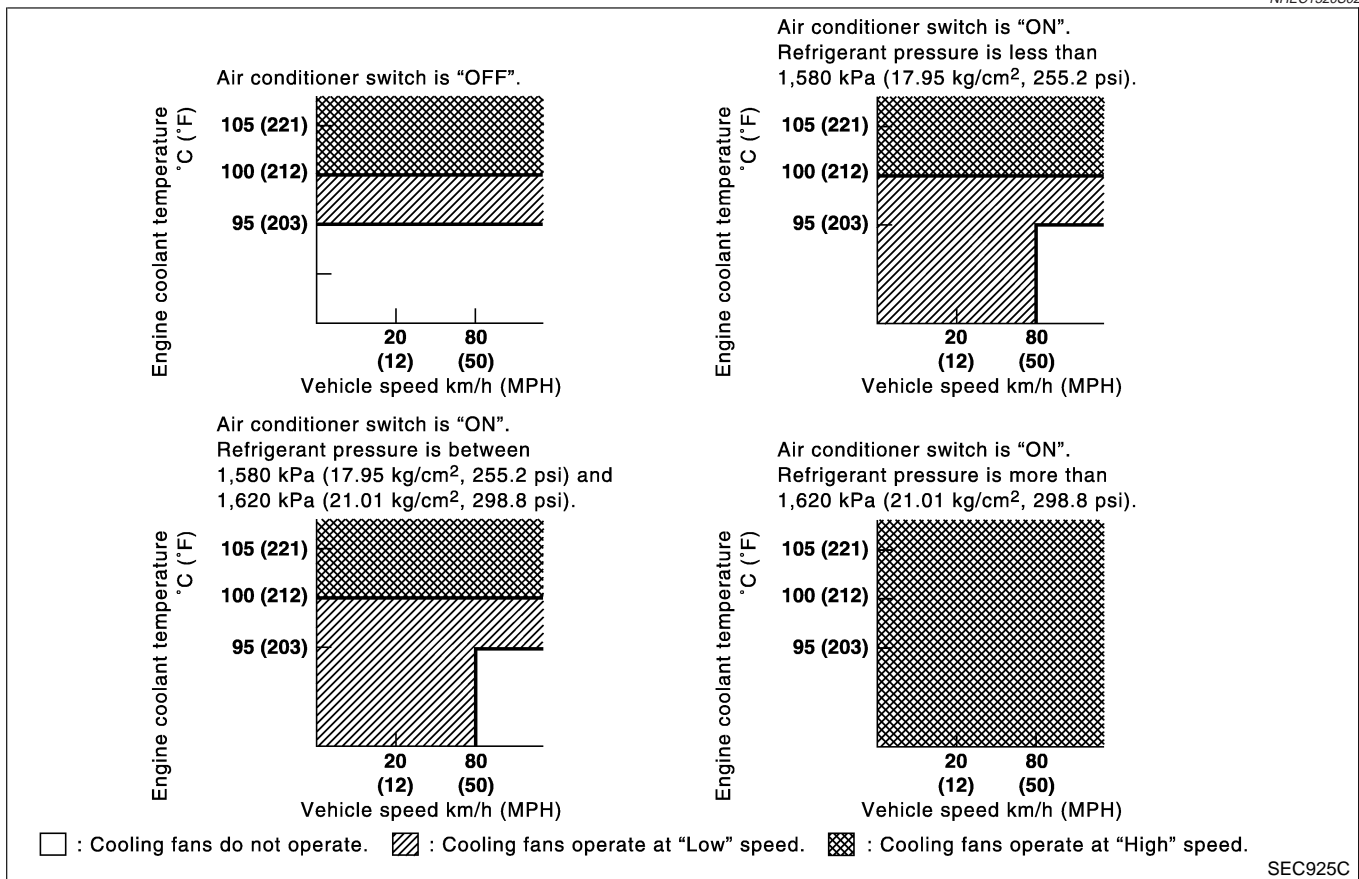 Air conditioner switch is “OFF”.
Engine coolant temperature
˚C (˚F)
105 (221)
100 (212)
95 (203)
20
(12)
80
(50)
Vehicle speed km/h (MPH)
Air conditioner switch is “ON”.
Refrigerant pressure is less than
1,580 kPa (17.95 kg/cm², 255.2 psi).
Engine coolant temperature
˚C (˚F)
105 (221)
100 (212)
95 (203)
20
(12)
80
(50)
Vehicle speed km/h (MPH)
Air conditioner switch is “ON”.
Refrigerant pressure is between
1,580 kPa (17.95 kg/cm², 255.2 psi) and
1,620 kPa (21.01 kg/cm², 298.8 psi).
Engine coolant temperature
˚C (˚F)
105 (221)
100 (212)
95 (203)
20
(12)
80
(50)
Vehicle speed km/h (MPH)
Air conditioner switch is “ON”.
Refrigerant pressure is more than
1,620 kPa (21.01 kg/cm², 298.8 psi).
Engine coolant temperature
˚C (˚F)
105 (221)
100 (212)
95 (203)
20
(12)
80
(50)
Vehicle speed km/h (MPH)
: Cooling fans do not operate.
: Cooling fans operate at “Low” speed.
: Cooling fans operate at “High” speed.
SEC925C